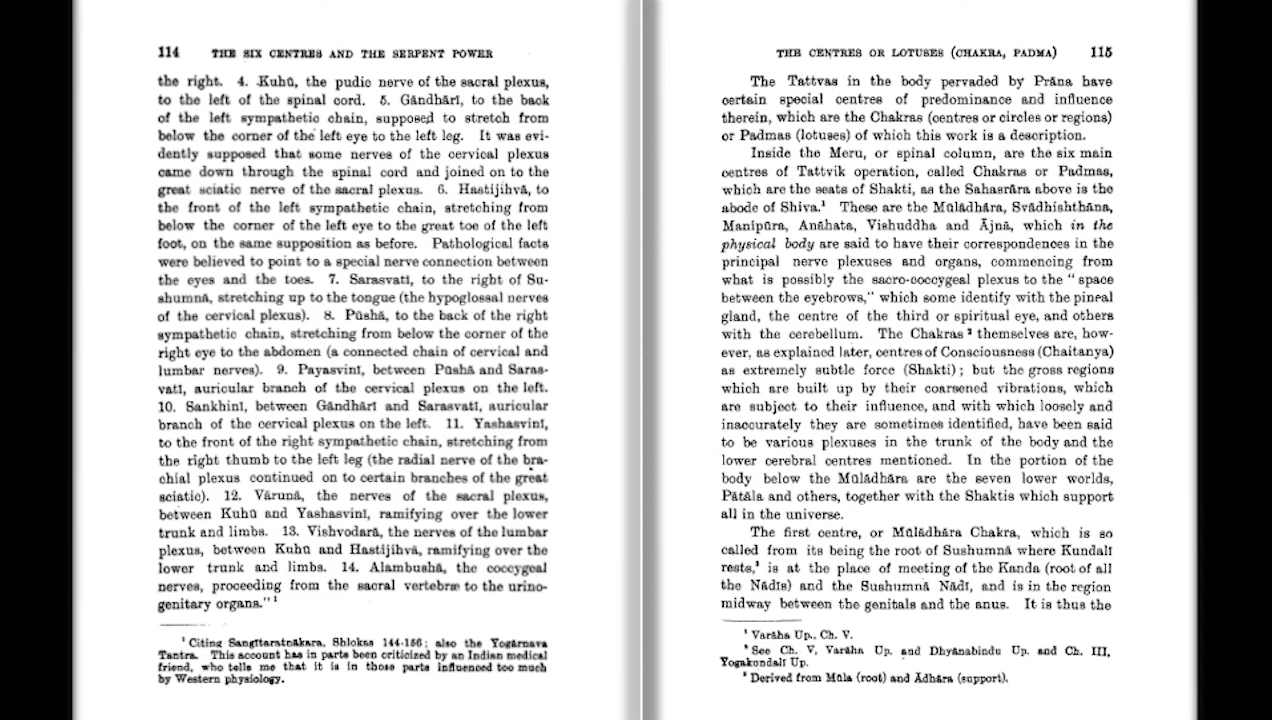 114 THE SIX CENTRES AND THE SERPENT POWER
the right. 4. Kuhū, the pudic nerve of the sacral plexus,
to the left of the spinal cord. 5. Gāndhārī, to the back
of the left sympathetic chain, supposed to stretch from
below the corner of the left eye to the left leg. It was evi-
dently supposed that some nerves of the cervical plexus
came down through the spinal cord and joined on to the
great sciatic nerve of the sacral plexus. 6. Hastijihvā, to
the front of the left sympathetic chain, stretching from
below the corner of the left eye to the great toe of the left
foot, on the same supposition as before. Pathological facts
were believed to point to a special nerve connection between
the eyes and the toes. 7. Sarasvatī, to the right of Su-
shumnā, stretching up to the tongue (the hypoglossal nerves
of the cervical plexus). 8. Pūshā, to the back of the right
sympathetic chain, stretching from below the corner of the
right eye to the abdomen (a connected chain of cervical and
lumbar nerves). 9. Payasvinī, between Pūshā and Saras-
vatī, auricular branch of the cervical plexus on the left.
10. Sankhinī, between Gāndhārī and Sarasvatī, auricular
branch of the cervical plexus on the left. 11. Yashasvinī,
to the front of the right sympathetic chain, stretching from
the right thumb to the left leg (the radial nerve of the bra-
chial plexus continued on to certain branches of the great
sciatic). 12. Vārunā, the nerves of the sacral plexus,
between Kuhū and Yashasvinī, ramifying over the lower
trunk and limbs. 13. Vishvodarā, the nerves of the lumbar
plexus, between Kuhū and Hastijihvā, ramifying over the
lower trunk and limbs. 14. Alambushā, the coccygeal
nerves, proceeding from the sacral vertebræ to the urino-
genitary organs." ¹
¹ Citing Sangītaratnākara, Shlokas 144-156; also the Yogārnava
Tantra. This account has in parts been criticized by an Indian medical
friend, who tells me that it is in those parts influenced too much
by Western physiology.
THE CENTRES OR LOTUSES (CHAKRA, PADMA) 115
The Tattvas in the body pervaded by Prāna have
certain special centres of predominance and influence
therein, which are the Chakras (centres or circles or regions)
or Padmas (lotuses) of which this work is a description.
Inside the Meru, or spinal column, are the six main
centres of Tattvik operation, called Chakras or Padmas,
which are the seats of Shakti, as the Sahasrāra above is the
abode of Shiva.¹ These are the Mūlādhāra, Svādhishthāna,
Manipūra, Anāhata, Vishuddha and Ājnā, which in the
physical body are said to have their correspondences in the
principal nerve plexuses and organs, commencing from
what is possibly the sacro-coccygeal plexus to the "space
between the eyebrows," which some identify with the pineal
gland, the centre of the third or spiritual eye, and others
with the cerebellum. The Chakras ² themselves are, how-
ever, as explained later, centres of Consciousness (Chaitanya)
as extremely subtle force (Shakti); but the gross regions
which are built up by their coarsened vibrations, which
are subject to their influence, and with which loosely and
inaccurately they are sometimes identified, have been said
to be various plexuses in the trunk of the body and the
lower cerebral centres mentioned. In the portion of the
body below the Mūlādhāra are the seven lower worlds,
Pātāla and others, together with the Shaktis which support
all in the universe.
The first centre, or Mūlādhāra Chakra, which is so
called from its being the root of Sushumnā where Kundalī
rests,³ is at the place of meeting of the Kanda (root of all
the Nādīs) and the Sushumnā Nādī, and is in the region
midway between the genitals and the anus. It is thus the
¹ Varāha Up., Ch. V.
² See Ch. V, Varāha Up. and Dhyānabindu Up. and Ch. III,
Yogakundalī Up.
³ Derived from Mūla (root) and Ādhāra (support).